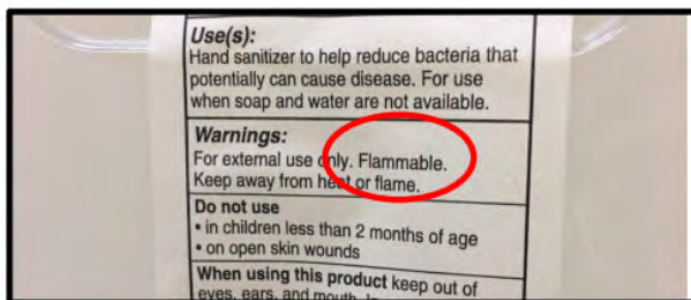 Use(s):
Hand sanitizer to help reduce bacteria that
potentially can cause disease. For use
when soap and water are not available.
Warnings:
For external use only. Flammable.
Keep away from heat or flame.
Do not use
• in children less than 2 months of age
• on open skin wounds
When using this product keep out of
eyes, ears, and mouth.